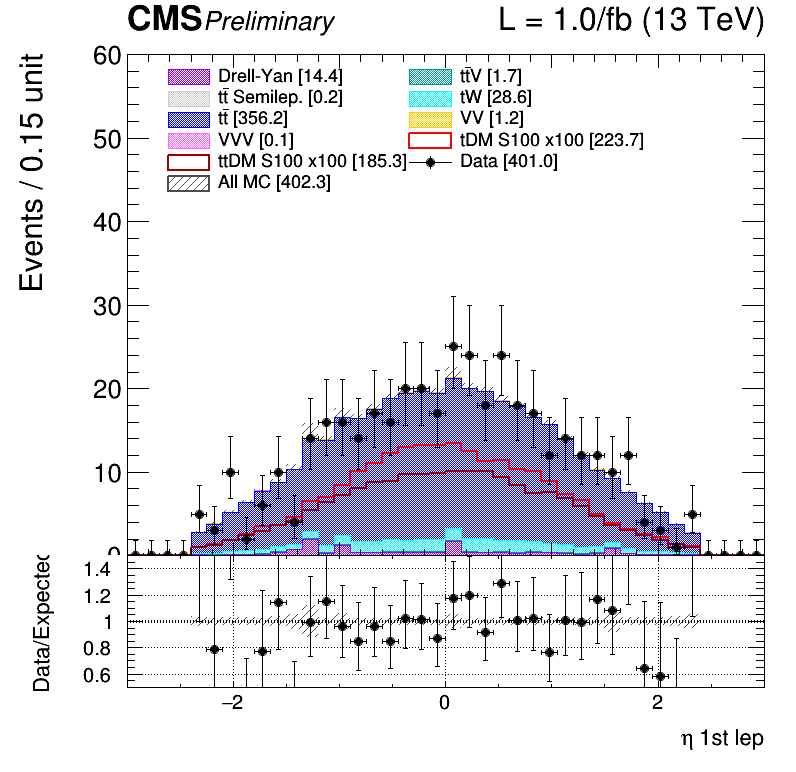 CMS Preliminary L = 1.0/fb (13 TeV)
Events / 0.15 unit
60
50
40
30
20
10
0
Drell-Yan [14.4]
tt̄V [1.7]
tt̄ Semilep. [0.2]
tW [28.6]
tt̄ [356.2]
VV [1.2]
VVV [0.1]
tDM S100 x100 [223.7]
ttDM S100 x100 [185.3]
Data [401.0]
All MC [402.3]
Data/Expected
1.4
1.2
1
0.8
0.6
−2 0 2
η 1st lep